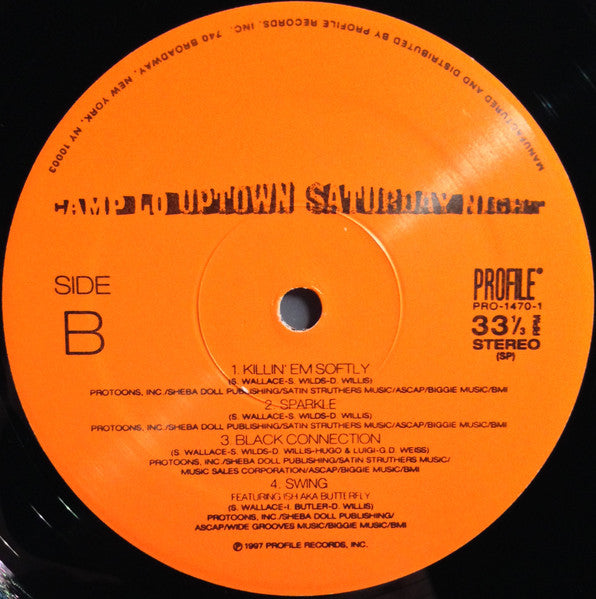 MANUFACTURED AND DISTRIBUTED BY PROFILE RECORDS, INC. 740 BROADWAY, NEW YORK, NY 10003
CAMP LO UPTOWN SATURDAY NIGHT
SIDE
B
PROFILE
PRO-1470-1
33 1/3 RPM
STEREO
(SP)
1. KILLIN' EM SOFTLY
(S. WALLACE-S. WILDS-D. WILLIS)
PROTOONS, INC./SHEBA DOLL PUBLISHING/SATIN STRUTHERS MUSIC/ASCAP/BIGGIE MUSIC/BMI
2. SPARKLE
(S. WALLACE-S. WILDS-D. WILLIS)
PROTOONS, INC./SHEBA DOLL PUBLISHING/SATIN STRUTHERS MUSIC/ASCAP/BIGGIE MUSIC/BMI
3. BLACK CONNECTION
(S. WALLACE-S. WILDS-D. WILLIS-HUGO & LUIGI-G.D. WEISS)
PROTOONS, INC./SHEBA DOLL PUBLISHING/SATIN STRUTHERS MUSIC/
MUSIC SALES CORPORATION/ASCAP/BIGGIE MUSIC/BMI
4. SWING
FEATURING ISH AKA BUTTERFLY
(S. WALLACE-I. BUTLER-D. WILLIS)
PROTOONS, INC./SHEBA DOLL PUBLISHING/
ASCAP/WIDE GROOVES MUSIC/BIGGIE MUSIC/BMI
℗ 1997 PROFILE RECORDS, INC.